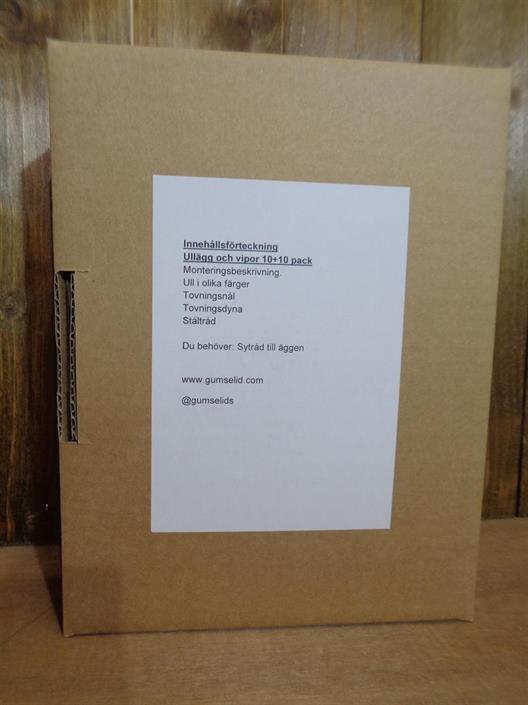 Innehållsförteckning
Ullägg och vipor 10+10 pack
Monteringsbeskrivning.
Ull i olika färger
Tovningsnål
Tovningsdyna
Ståltråd
Du behöver: Sytråd till äggen
www.gumselid.com
@gumselids